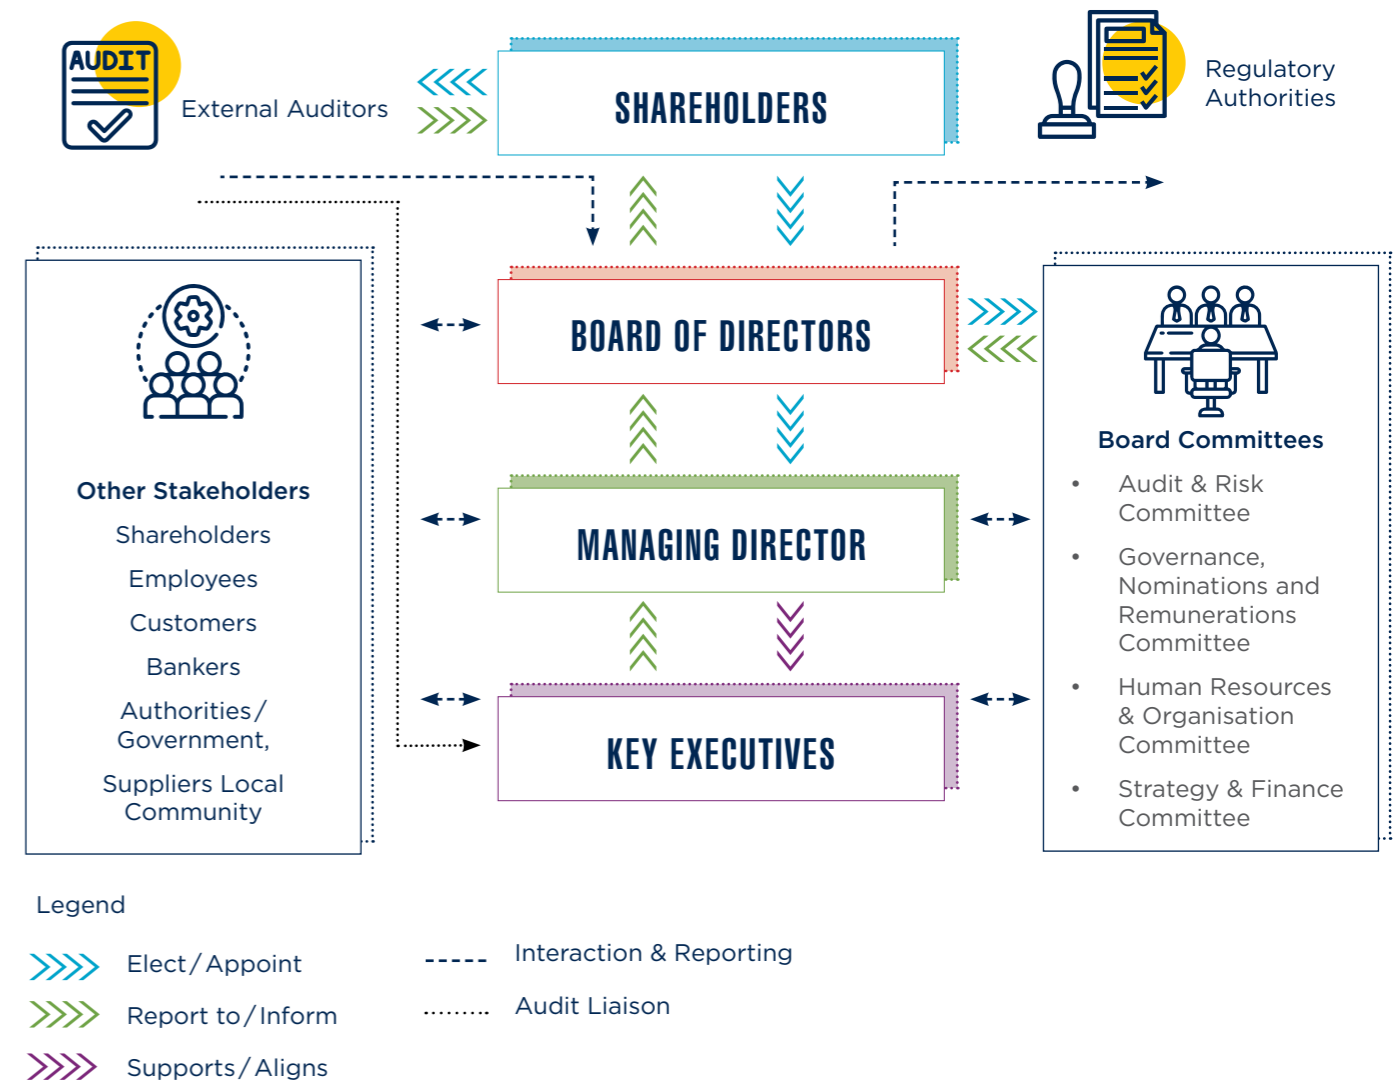 AUDIT
External Auditors
SHAREHOLDERS
Regulatory
Authorities
BOARD OF DIRECTORS
MANAGING DIRECTOR
KEY EXECUTIVES
Other Stakeholders
Shareholders
Employees
Customers
Bankers
Authorities/
Government,
Suppliers Local
Community
Board Committees
• Audit & Risk
Committee
• Governance,
Nominations and
Remunerations
Committee
• Human Resources
& Organisation
Committee
• Strategy & Finance
Committee
Legend
Elect/Appoint
Report to/Inform
Supports/Aligns
Interaction & Reporting
Audit Liaison